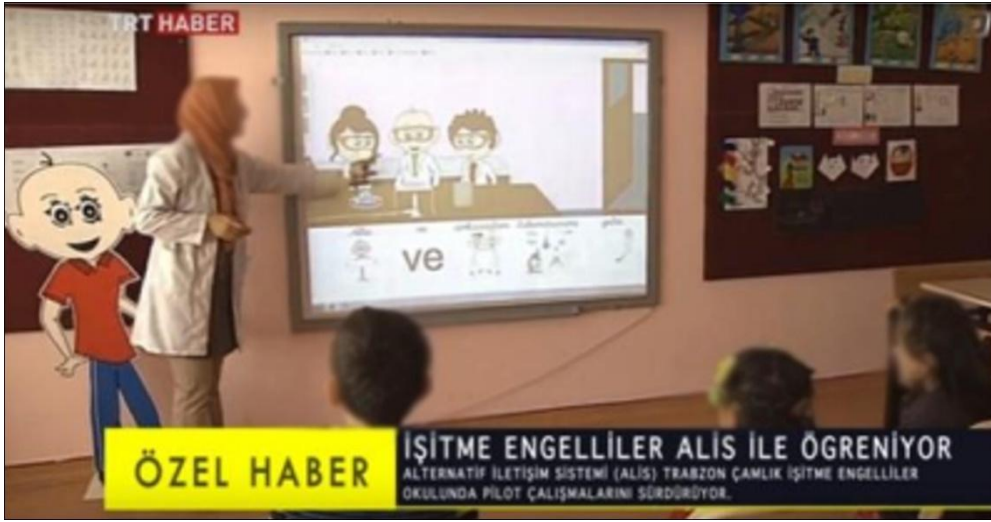 TRT HABER
ve
ÖZEL HABER
İŞİTME ENGELLİLER ALİS İLE ÖGRENİYOR
ALTERNATİF İLETİŞİM SİSTEMİ (ALİS) TRABZON ÇAMLIK İŞİTME ENGELLİLER
OKULUNDA PİLOT ÇALIŞMALARINI SÜRDÜRÜYOR.